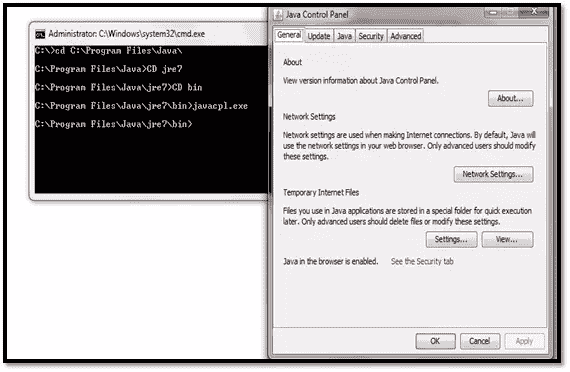 Administrator: C:\Windows\system32\cmd.exe
C:\>cd C:\Program Files\Java\
C:\Program Files\Java>CD jre7
C:\Program Files\Java\jre7>CD bin
C:\Program Files\Java\jre7\bin>javacpl.exe
C:\Program Files\Java\jre7\bin>
Java Control Panel
General Update Java Security Advanced
About
View version information about Java Control Panel.
About...
Network Settings
Network settings are used when making Internet connections. By default, Java will
use the network settings in your web browser. Only advanced users should modify
these settings.
Network Settings...
Temporary Internet Files
Files you use in Java applications are stored in a special folder for quick execution
later. Only advanced users should delete files or modify these settings.
Settings... View...
Java in the browser is enabled. See the Security tab
OK Cancel Apply